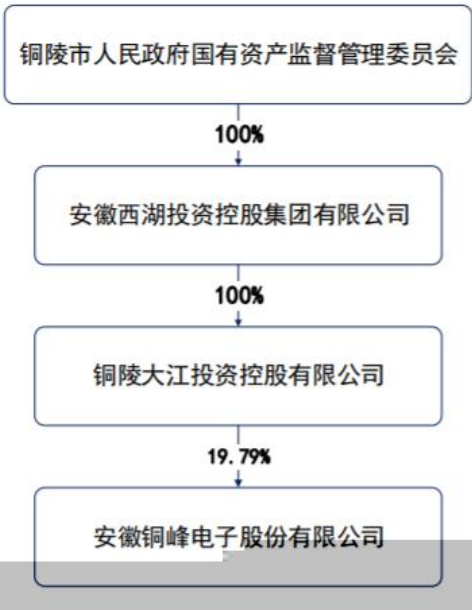 铜陵市人民政府国有资产监督管理委员会
100%
安徽西湖投资控股集团有限公司
100%
铜陵大江投资控股有限公司
19.79%
安徽铜峰电子股份有限公司